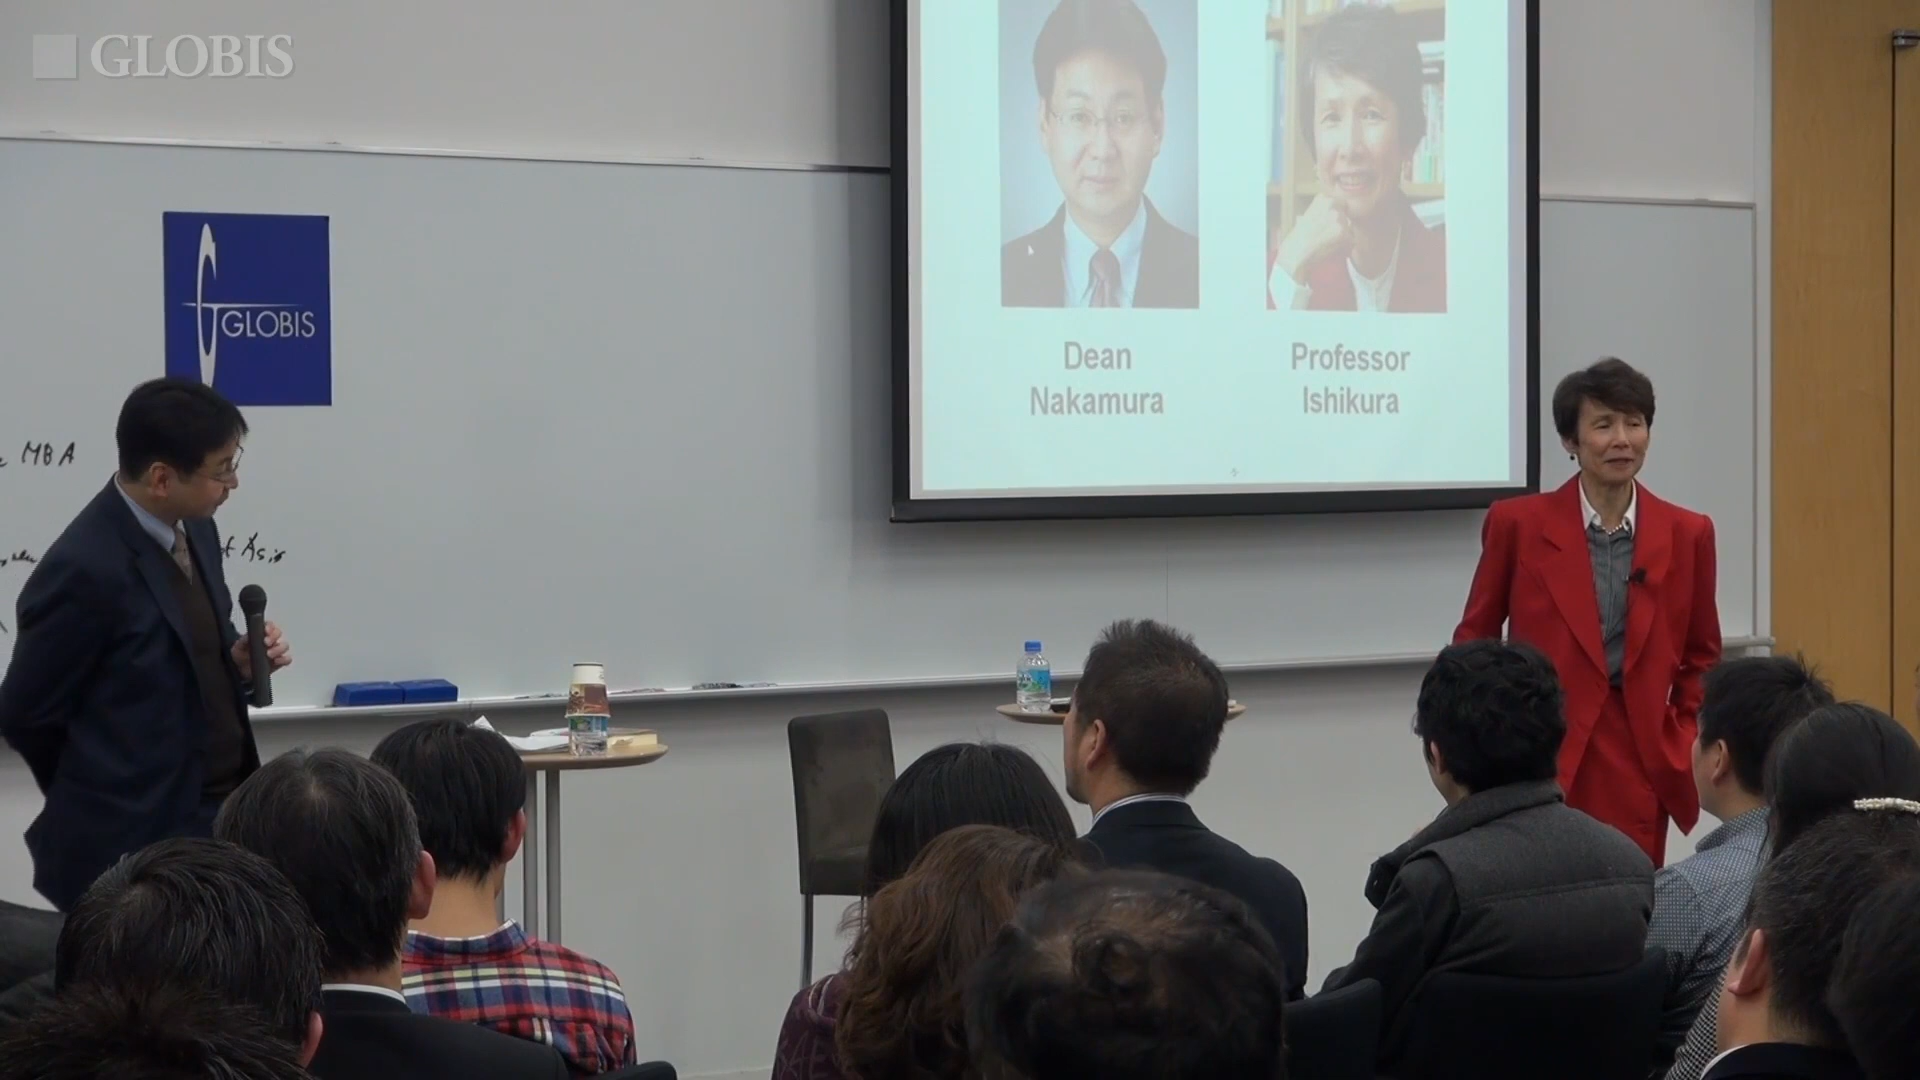 GLOBIS
GLOBIS
MBA
Dean
Nakamura
Professor
Ishikura